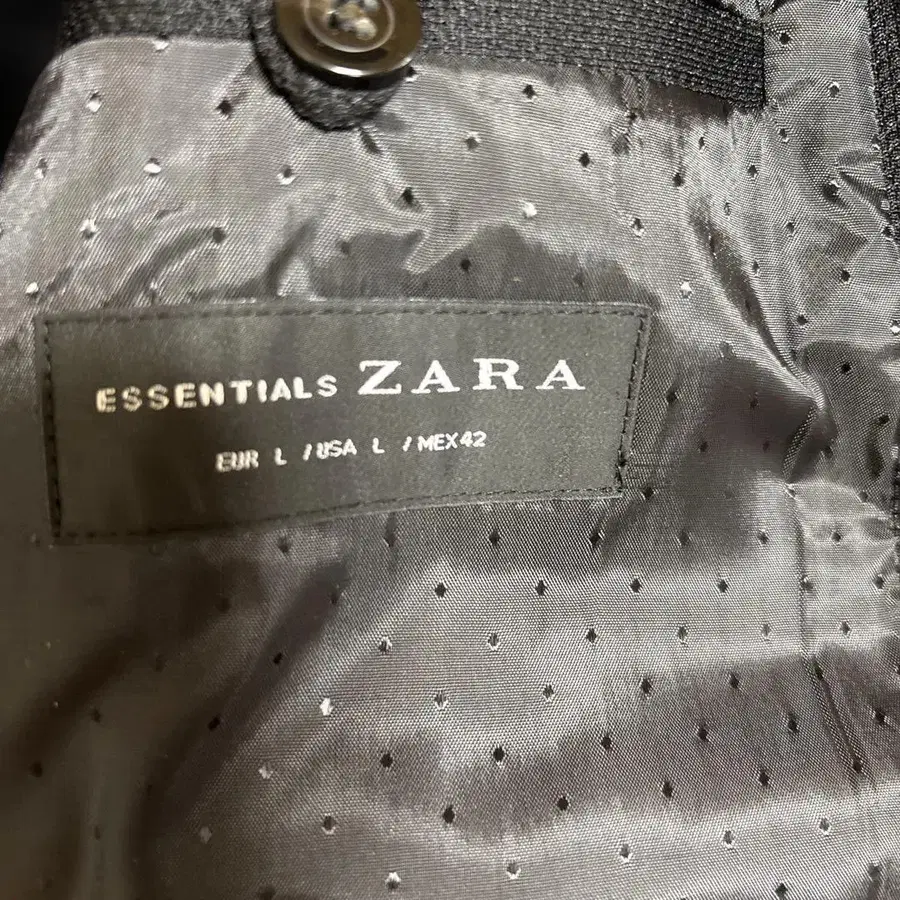 ESSENTIALS ZARA
EUR L / USA L / MEX 42